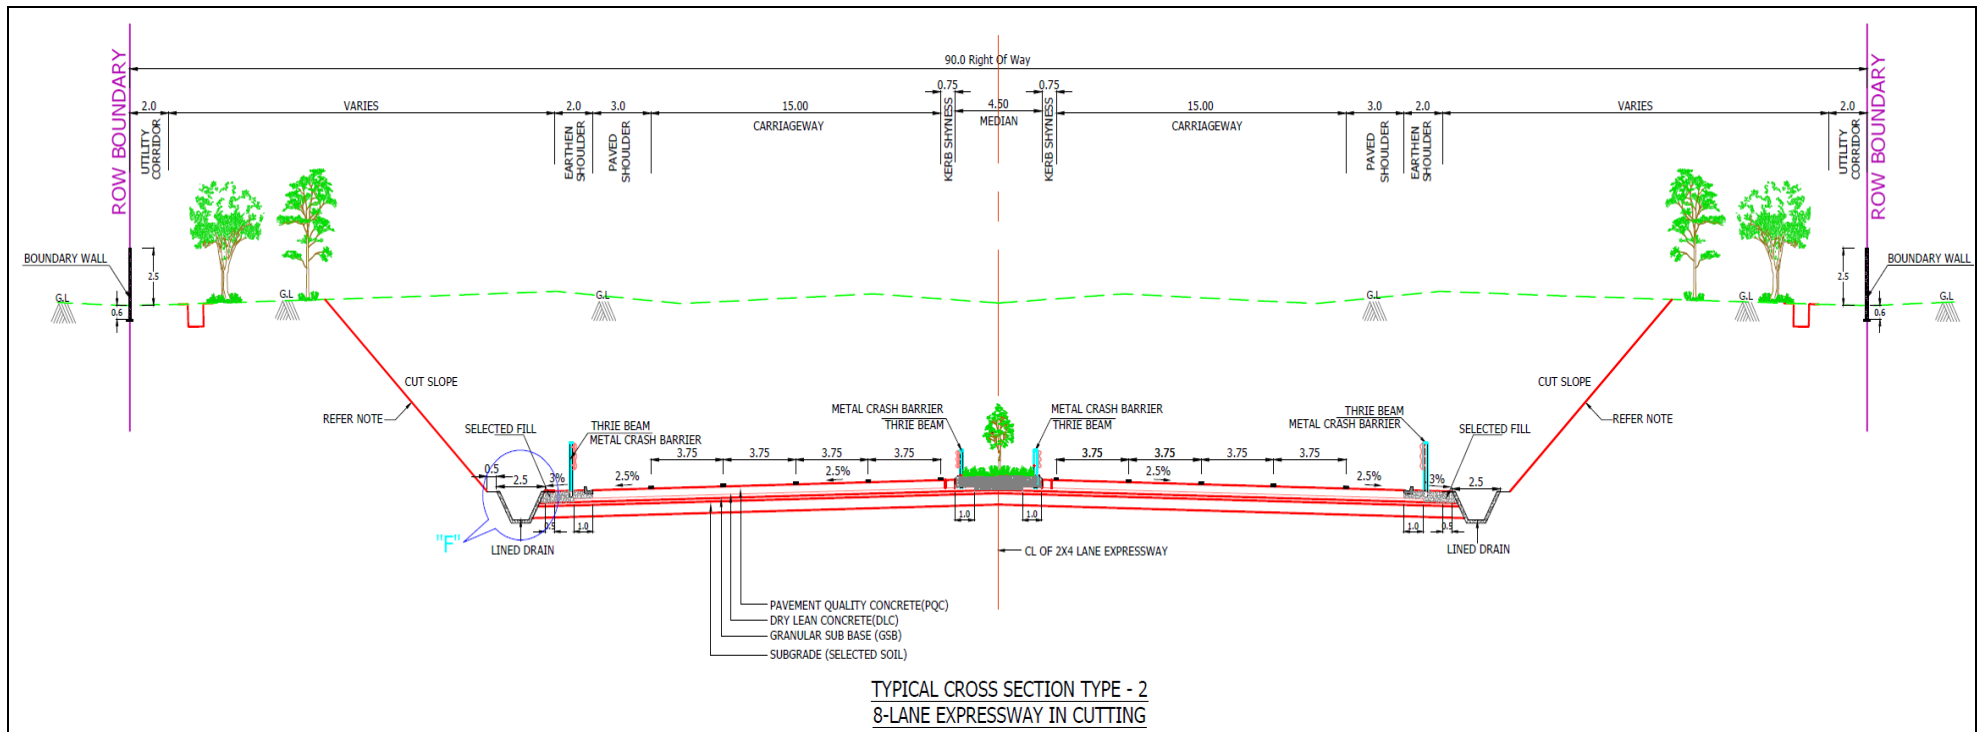 90.0 Right Of Way
ROW BOUNDARY
ROW BOUNDARY
0.75
0.75
2.0
VARIES
2.0
3.0
15.00
4.50
15.00
3.0
2.0
VARIES
2.0
UTILITY
CORRIDOR
EARTHEN
SHOULDER
PAVED
SHOULDER
CARRIAGEWAY
KERB SHYNESS
MEDIAN
KERB SHYNESS
CARRIAGEWAY
PAVED
SHOULDER
EARTHEN
SHOULDER
UTILITY
CORRIDOR
BOUNDARY WALL
2.5
2.5
BOUNDARY WALL
G.L
G.L
G.L
G.L
G.L
G.L
0.6
0.6
CUT SLOPE
CUT SLOPE
REFER NOTE
REFER NOTE
SELECTED FILL
THRIE BEAM
METAL CRASH BARRIER
METAL CRASH BARRIER
THRIE BEAM
METAL CRASH BARRIER
THRIE BEAM
THRIE BEAM
METAL CRASH BARRIER
SELECTED FILL
3.75
3.75
3.75
3.75
3.75
3.75
3.75
3.75
0.5
2.5
3%
2.5%
2.5%
2.5%
2.5%
3%
2.5
0.5
1.0
1.0
1.0
1.0
0.5
"F"
LINED DRAIN
CL OF 2X4 LANE EXPRESSWAY
LINED DRAIN
PAVEMENT QUALITY CONCRETE(PQC)
DRY LEAN CONCRETE(DLC)
GRANULAR SUB BASE (GSB)
SUBGRADE (SELECTED SOIL)
TYPICAL CROSS SECTION TYPE - 2
8-LANE EXPRESSWAY IN CUTTING